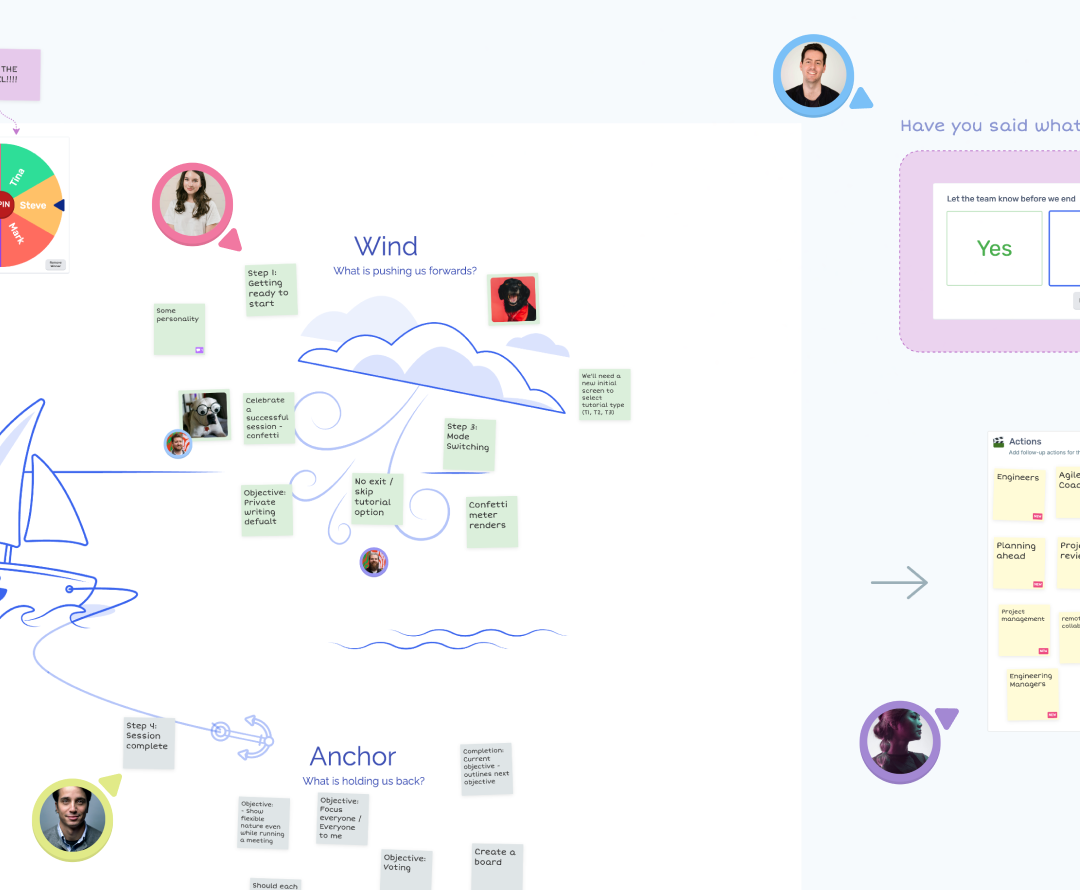 THE
!!!!
Tina
Steve
Mark
PIN
Wind
What is pushing us forwards?
Step 1:
Getting
ready to
start
Some
personality
Celebrate
a
successful
session -
confetti
We'll need a
new initial
screen to
select
tutorial type
(T1, T2, T3)
Step 3:
Mode
Switching
Objective:
Private
writing
defualt
No exit /
skip
tutorial
option
Confetti
meter
renders
Step 4:
Session
complete
Anchor
What is holding us back?
Completion:
Current
objective -
outlines next
objective
Objective:
- Show
flexible
nature even
while running
a meeting
Objective:
Focus
everyone /
Everyone
to me
Objective:
voting
Create a
board
Should each
Have you said what
Let the team know before we end
Yes
Actions
Add follow-up actions for th
Engineers
NEW
Agile
Coac
Planning
ahead
NEW
Proj
revie
Project
management
NEW
remot
collab
Engineering
Managers
NEW